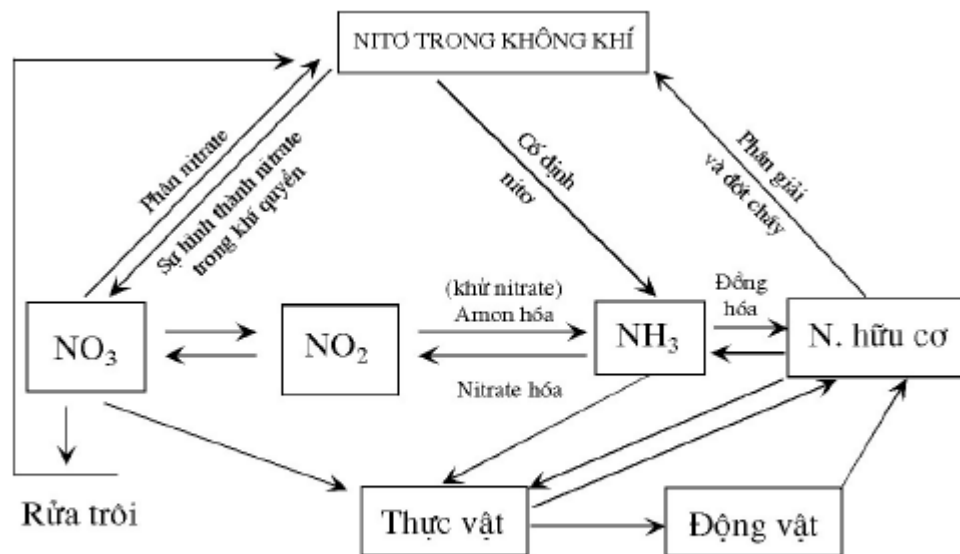 NITƠ TRONG KHÔNG KHÍ
Phân nitrate
Sự hình thành nitrate
trong khí quyển
Cố định
nitơ
Phân giải
và đốt cháy
(khử nitrate)
Amon hóa
Đồng
hóa
NO₃
NO₂
NH₃
N. hữu cơ
Nitrate hóa
Rửa trôi
Thực vật
Động vật